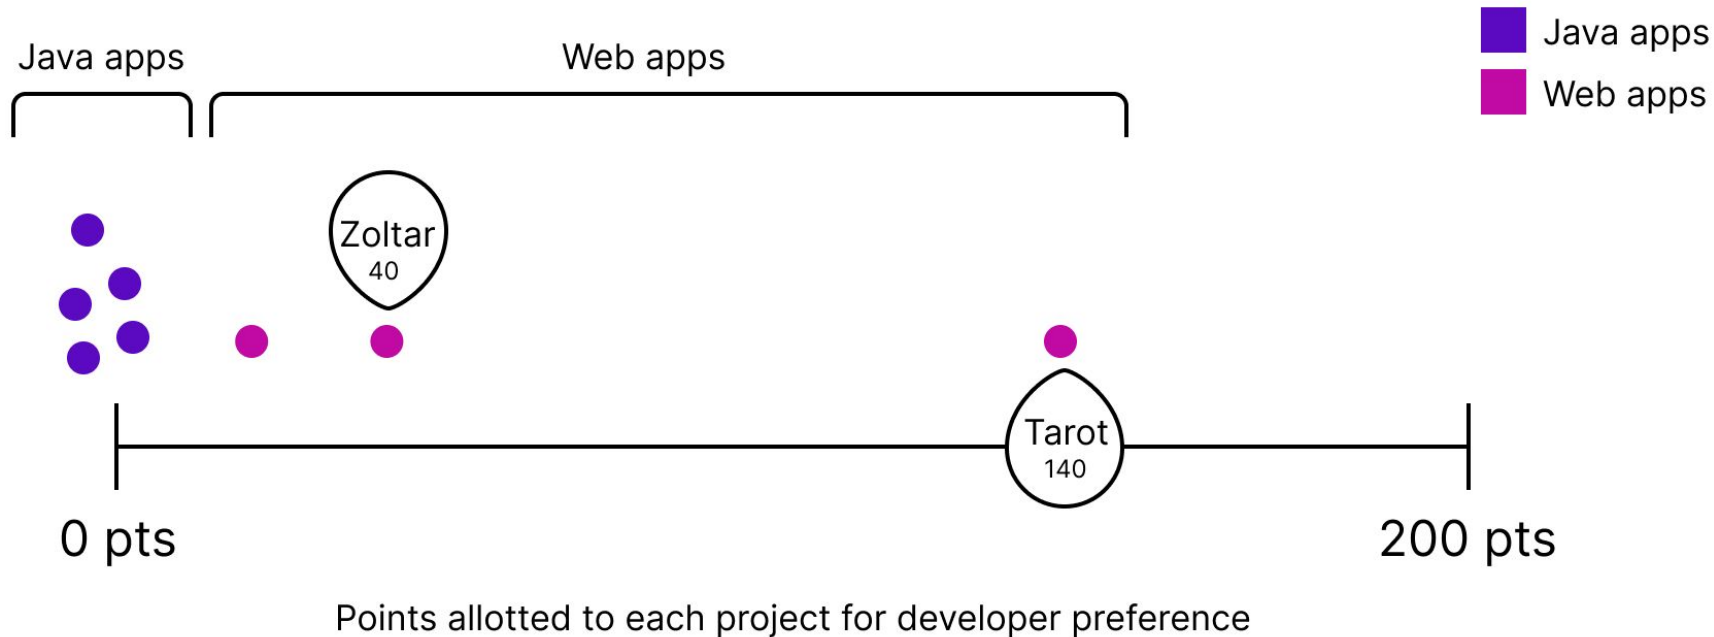 Java apps
Web apps
Java apps
Web apps
Zoltar
40
Tarot
140
0 pts
200 pts
Points allotted to each project for developer preference